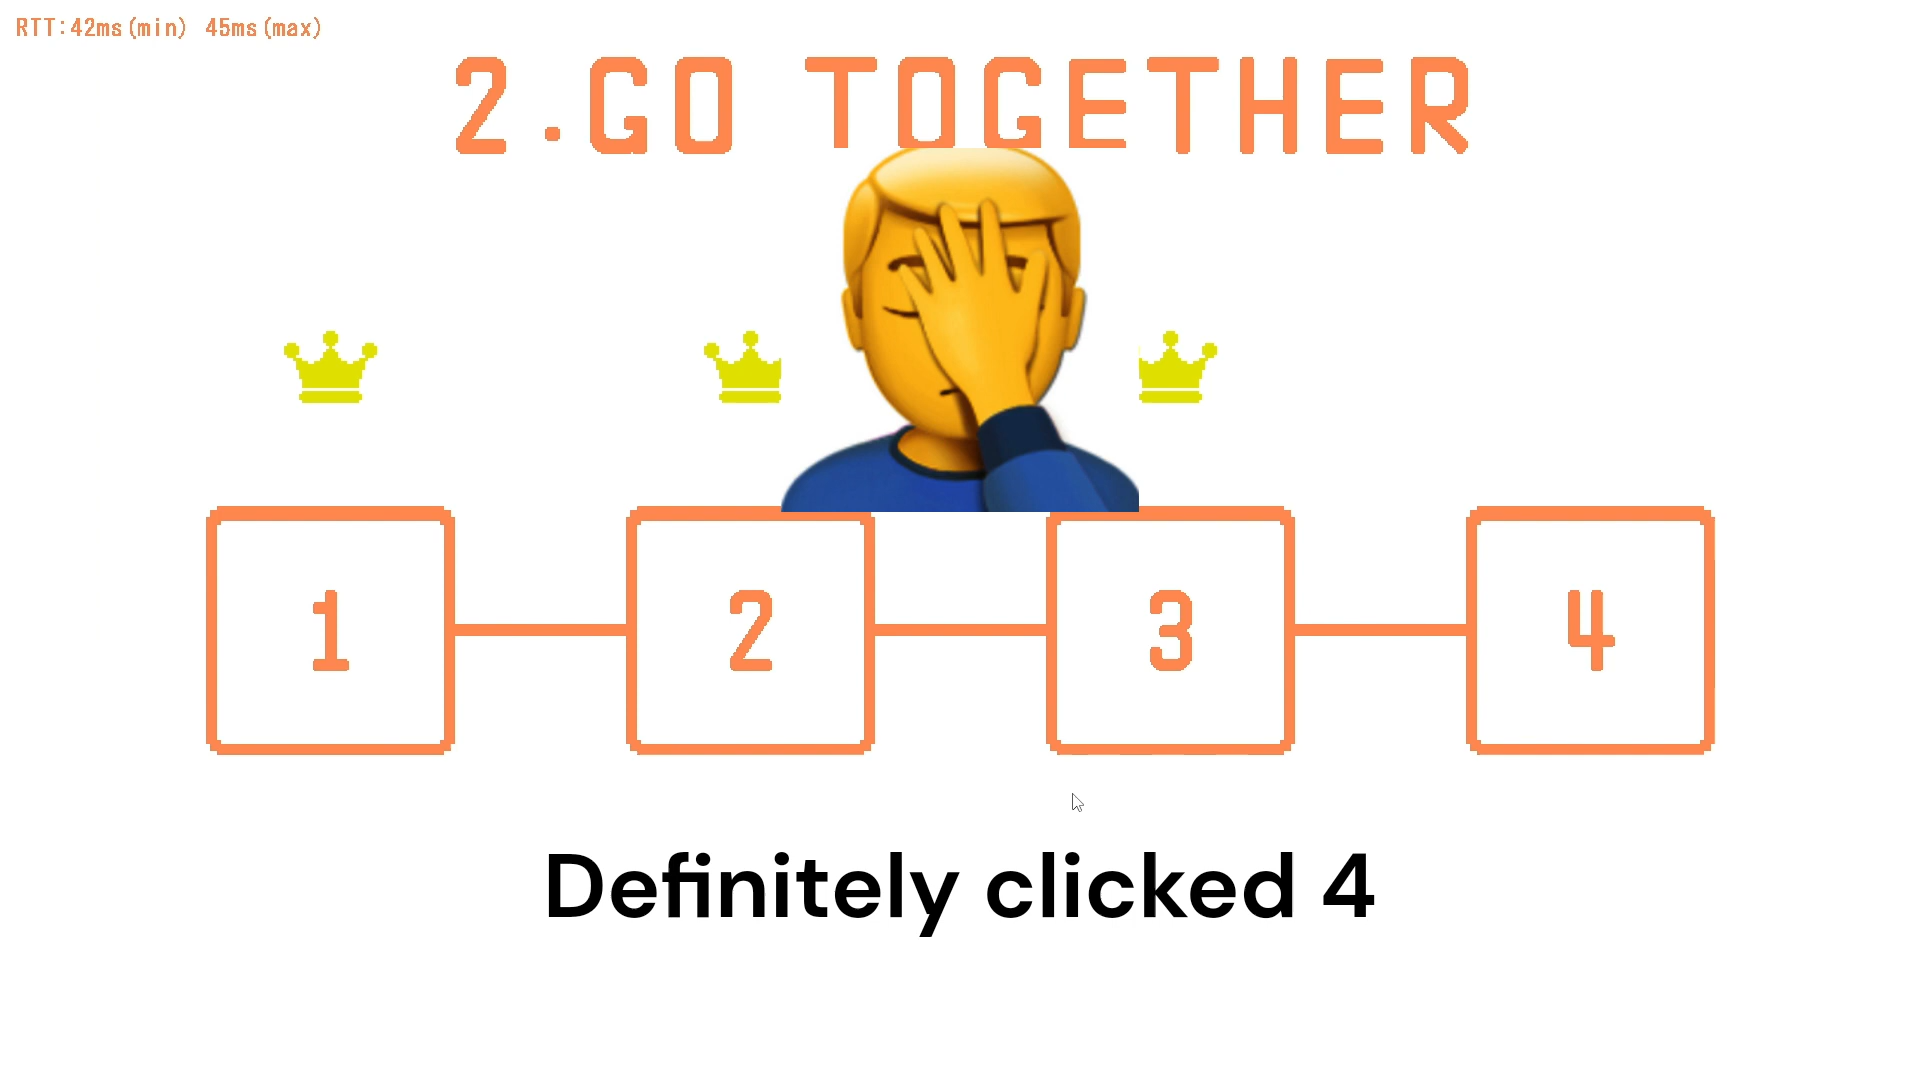 RTT:42ms(min) 45ms(max)
2.GO TOGETHER
1 2 3 4
Definitely clicked 4